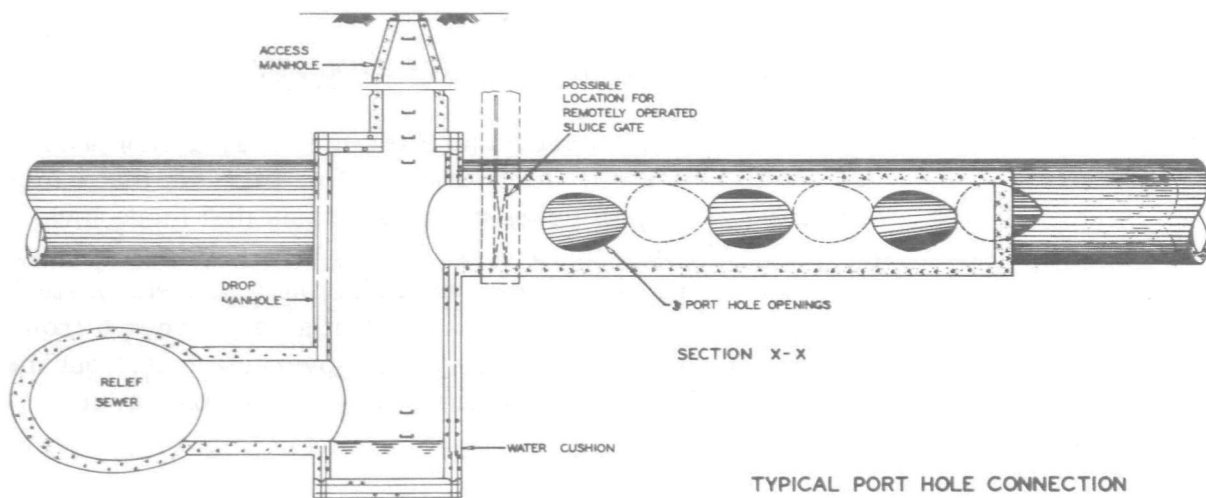 ACCESS
MANHOLE
POSSIBLE
LOCATION FOR
REMOTELY OPERATED
SLUICE GATE
DROP
MANHOLE
3 PORT HOLE OPENINGS
SECTION X-X
RELIEF
SEWER
WATER CUSHION
TYPICAL PORT HOLE CONNECTION